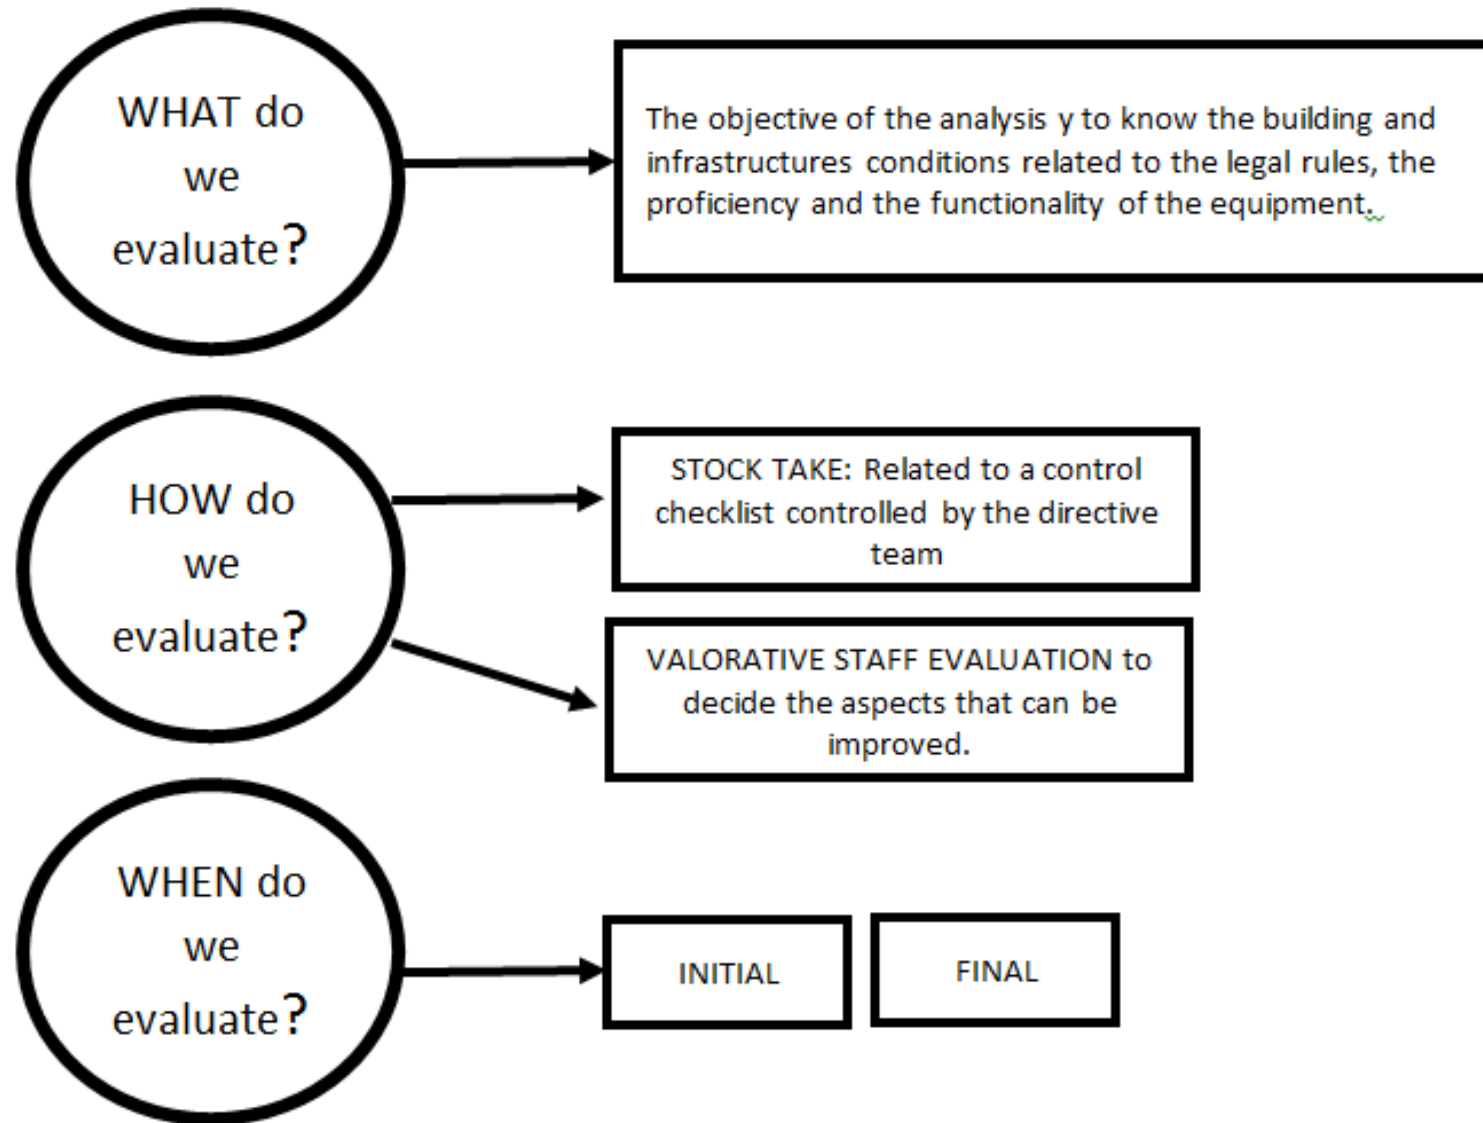 WHAT do
we
evaluate?
The objective of the analysis y to know the building and
infrastructures conditions related to the legal rules, the
proficiency and the functionality of the equipment.
HOW do
we
evaluate?
STOCK TAKE: Related to a control
checklist controlled by the directive
team
VALORATIVE STAFF EVALUATION to
decide the aspects that can be
improved.
WHEN do
we
evaluate?
INITIAL
FINAL